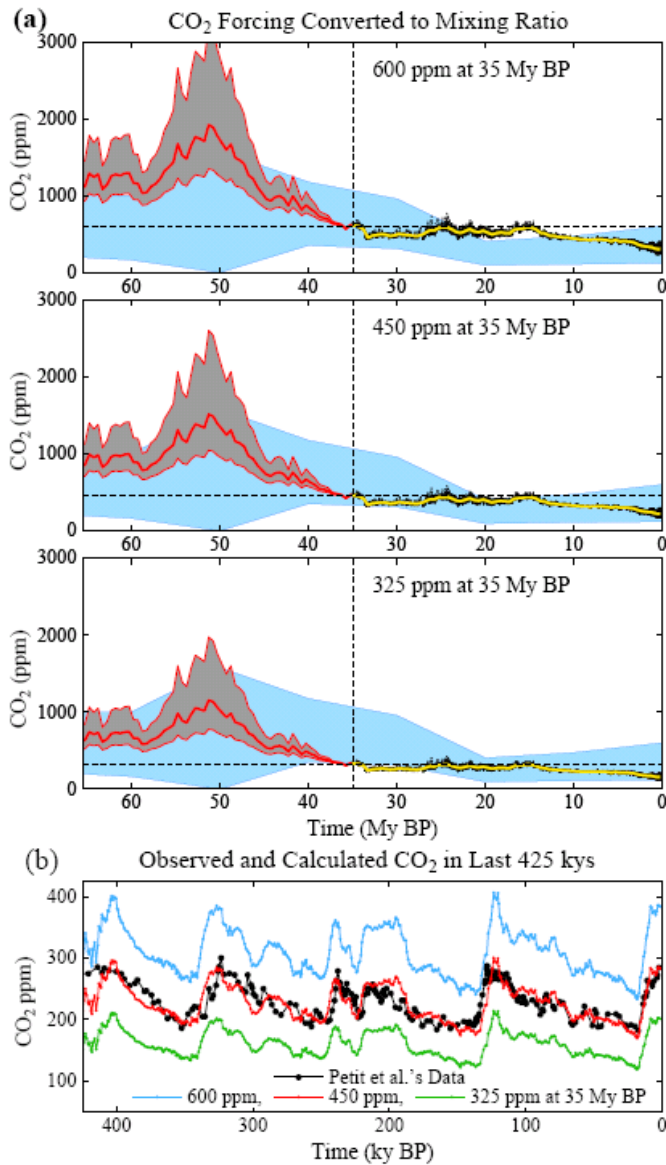 (a) CO2 Forcing Converted to Mixing Ratio
3000
2000
1000
0
CO2 (ppm)
600 ppm at 35 My BP
60 50 40 30 20 10 0
3000
2000
1000
0
CO2 (ppm)
450 ppm at 35 My BP
60 50 40 30 20 10 0
3000
2000
1000
0
CO2 (ppm)
325 ppm at 35 My BP
60 50 40 30 20 10 0
Time (My BP)
(b) Observed and Calculated CO2 in Last 425 kys
400
300
200
100
CO2 ppm)
Petit et al.'s Data
600 ppm, 450 ppm, 325 ppm at 35 My BP
400 300 200 100 0
Time (ky BP)